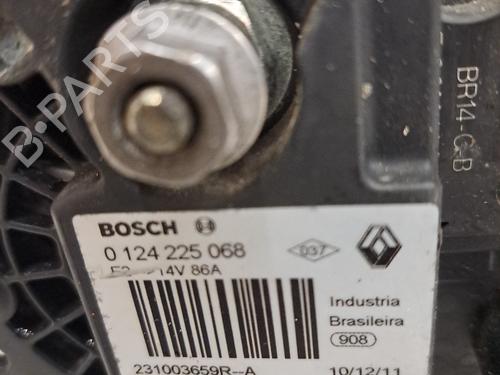 B-PARTS
BR14-C-B
BOSCH
0 124 225 068
037
14V 86A
Industria
Brasileira
908
231003659R--A
10/12/11